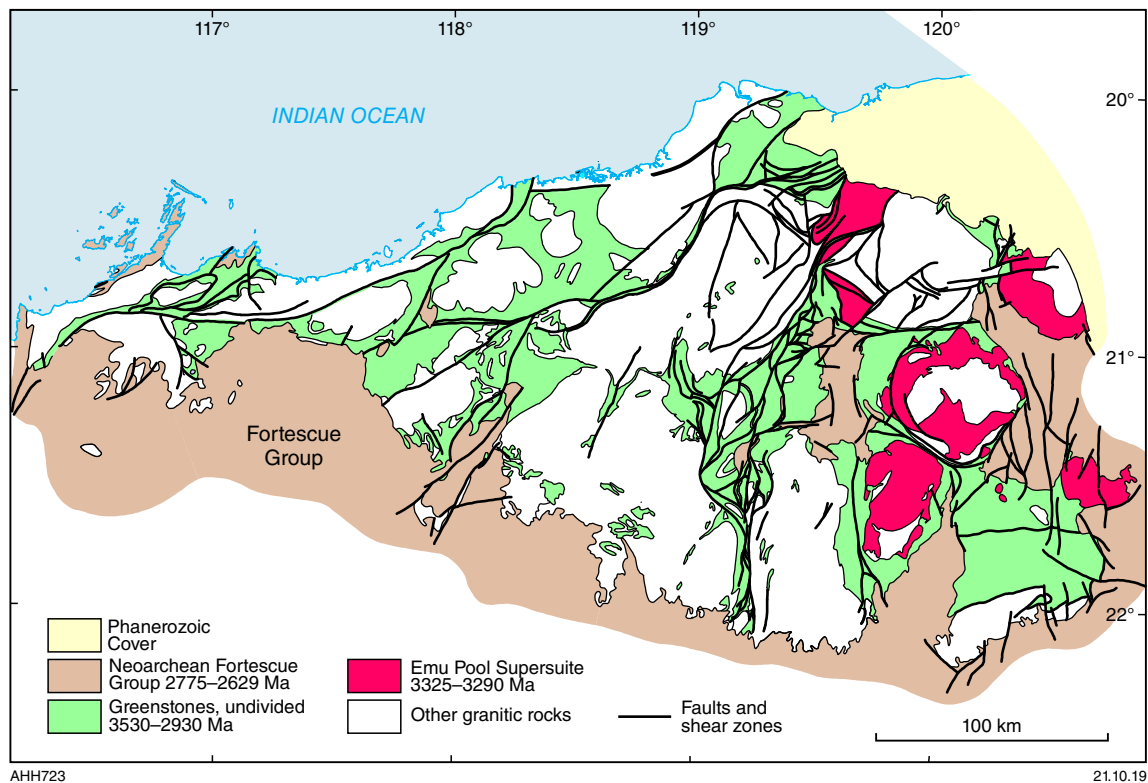 117°
118°
119°
120°
20°
INDIAN OCEAN
21°
Fortescue
Group
22°
Phanerozoic
Cover
Neoarchean Fortescue
Group 2775–2629 Ma
Greenstones, undivided
3530–2930 Ma
Emu Pool Supersuite
3325–3290 Ma
Other granitic rocks
Faults and
shear zones
100 km
AHH723
21.10.19